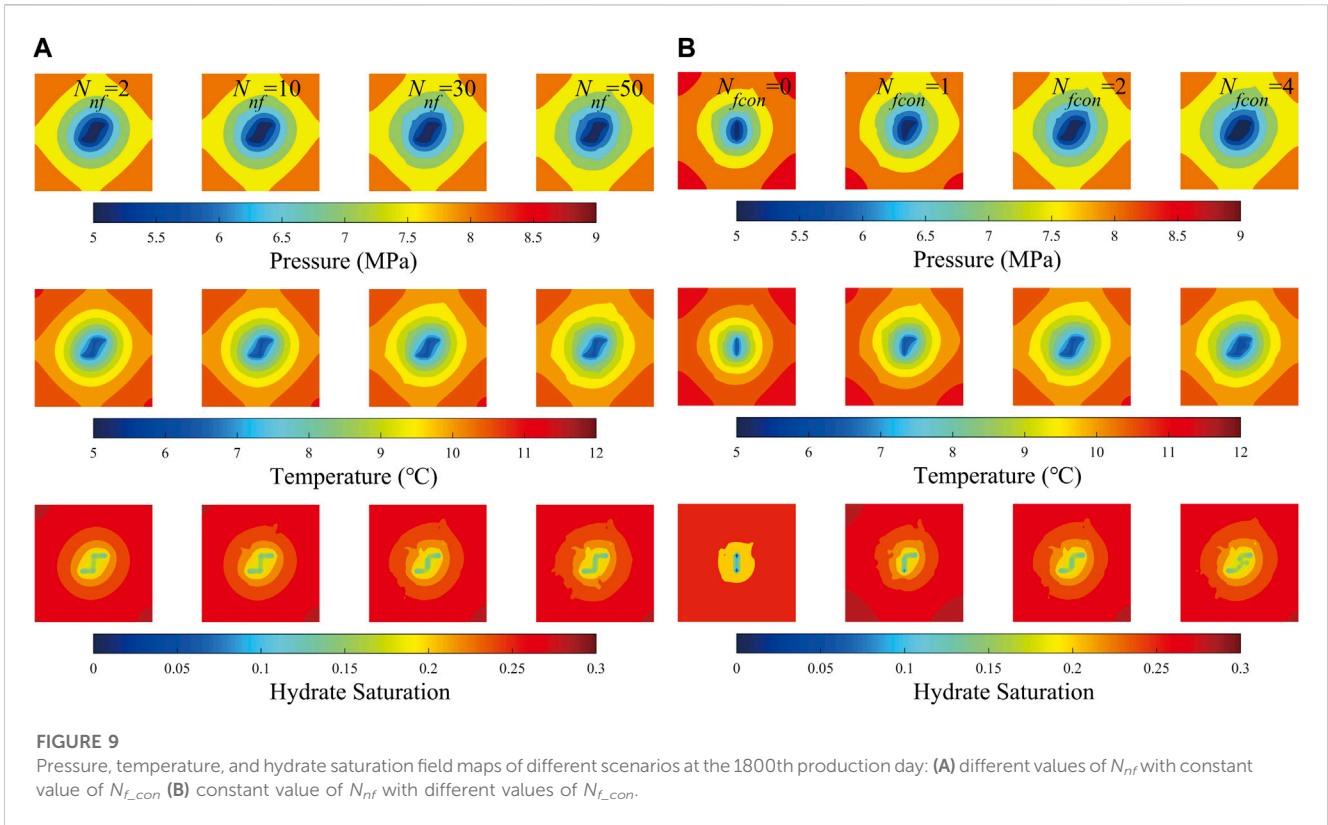 A
B
N_nf=2
N_nf=10
N_nf=30
N_nf=50
N_fcon=0
N_fcon=1
N_fcon=2
N_fcon=4
5 5.5 6 6.5 7 7.5 8 8.5 9
Pressure (MPa)
5 5.5 6 6.5 7 7.5 8 8.5 9
Pressure (MPa)
5 6 7 8 9 10 11 12
Temperature (°C)
5 6 7 8 9 10 11 12
Temperature (°C)
0 0.05 0.1 0.15 0.2 0.25 0.3
Hydrate Saturation
0 0.05 0.1 0.15 0.2 0.25 0.3
Hydrate Saturation
FIGURE 9
Pressure, temperature, and hydrate saturation field maps of different scenarios at the 1800th production day: (A) different values of N_nf with constant
value of N_f_con (B) constant value of N_nf with different values of N_f_con.